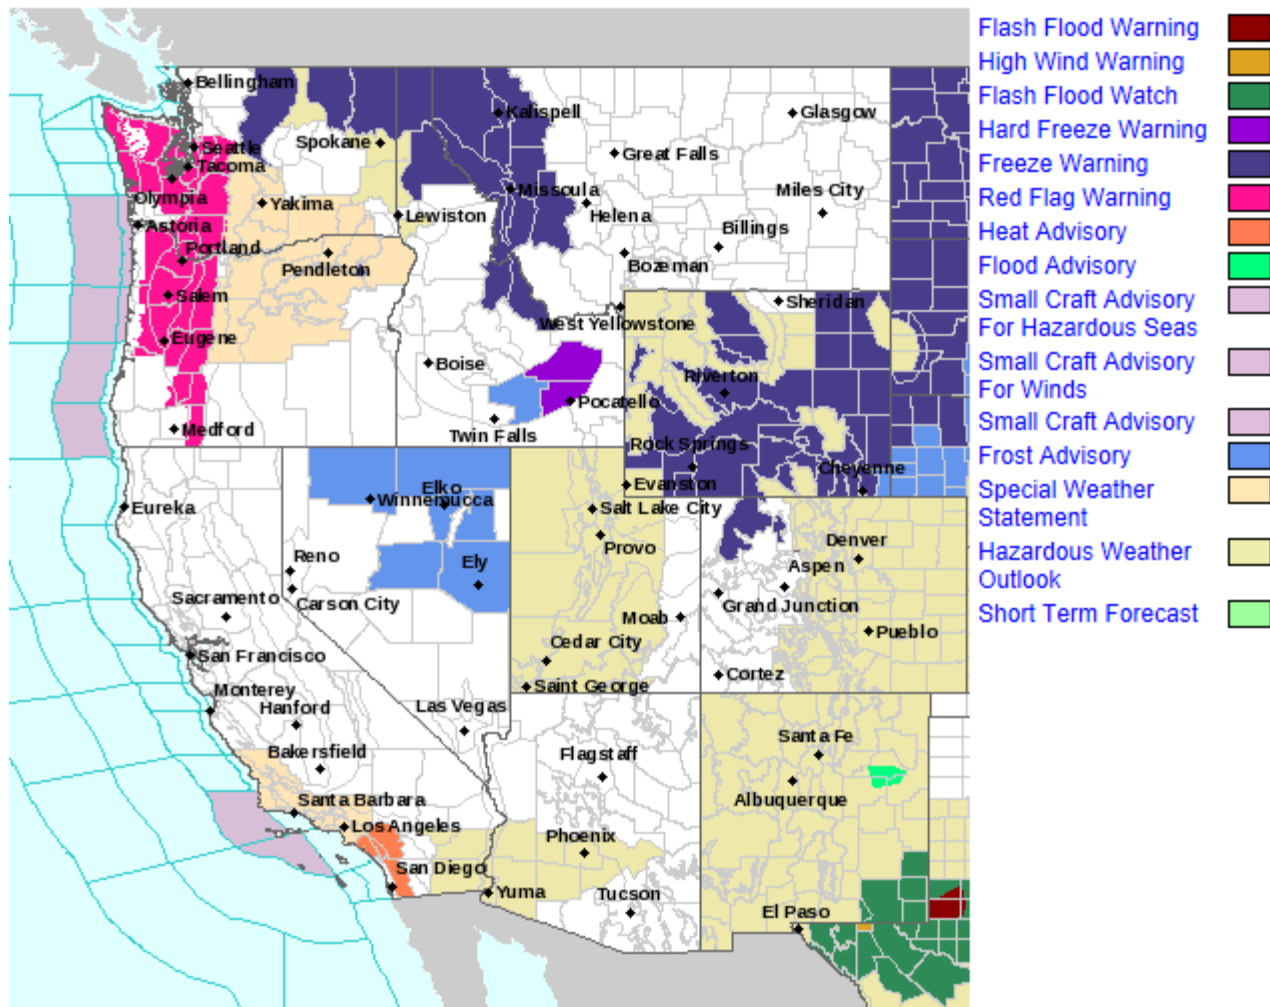 Bellingham
Seattle
Tacoma
Olympia
Astoria
Portland
Salem
Eugene
Medford
Spokane
Yakima
Pendleton
Lewiston
Kalispell
Missoula
Great Falls
Helena
Bozeman
Glasgow
Miles City
Billings
West Yellowstone
Sheridan
Boise
Pocatello
Twin Falls
Riverton
Rock Springs
Cheyenne
Evanston
Eureka
Elko
Winnemucca
Ely
Reno
Carson City
Sacramento
San Francisco
Monterey
Hanford
Bakersfield
Las Vegas
Santa Barbara
Los Angeles
San Diego
Salt Lake City
Provo
Moab
Cedar City
Saint George
Denver
Aspen
Grand Junction
Pueblo
Cortez
Flagstaff
Phoenix
Yuma
Tucson
Santa Fe
Albuquerque
El Paso
Flash Flood Warning
High Wind Warning
Flash Flood Watch
Hard Freeze Warning
Freeze Warning
Red Flag Warning
Heat Advisory
Flood Advisory
Small Craft Advisory
For Hazardous Seas
Small Craft Advisory
For Winds
Small Craft Advisory
Frost Advisory
Special Weather
Statement
Hazardous Weather
Outlook
Short Term Forecast